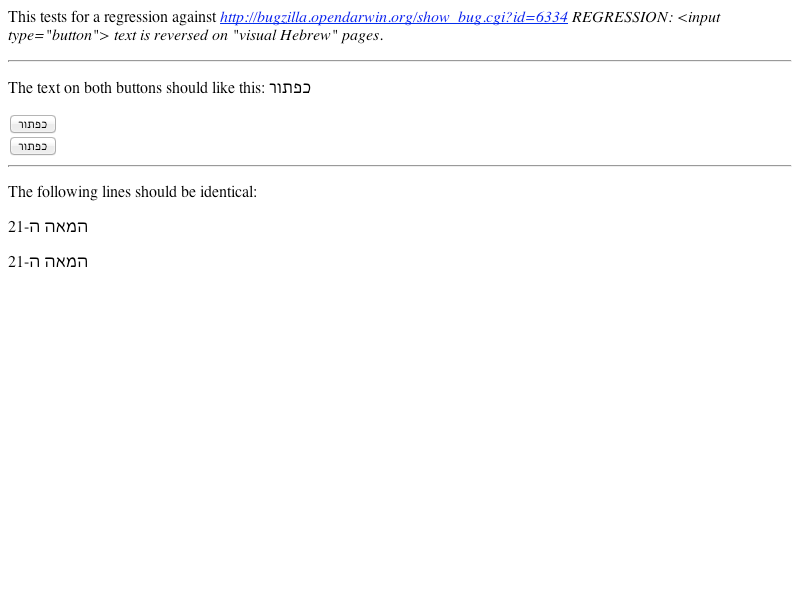 This tests for a regression against http://bugzilla.opendarwin.org/show_bug.cgi?id=6334 REGRESSION: <input
type="button"> text is reversed on "visual Hebrew" pages.
The text on both buttons should like this: כפתור
כפתור
כפתור
The following lines should be identical:
המאה ה-21
המאה ה-21